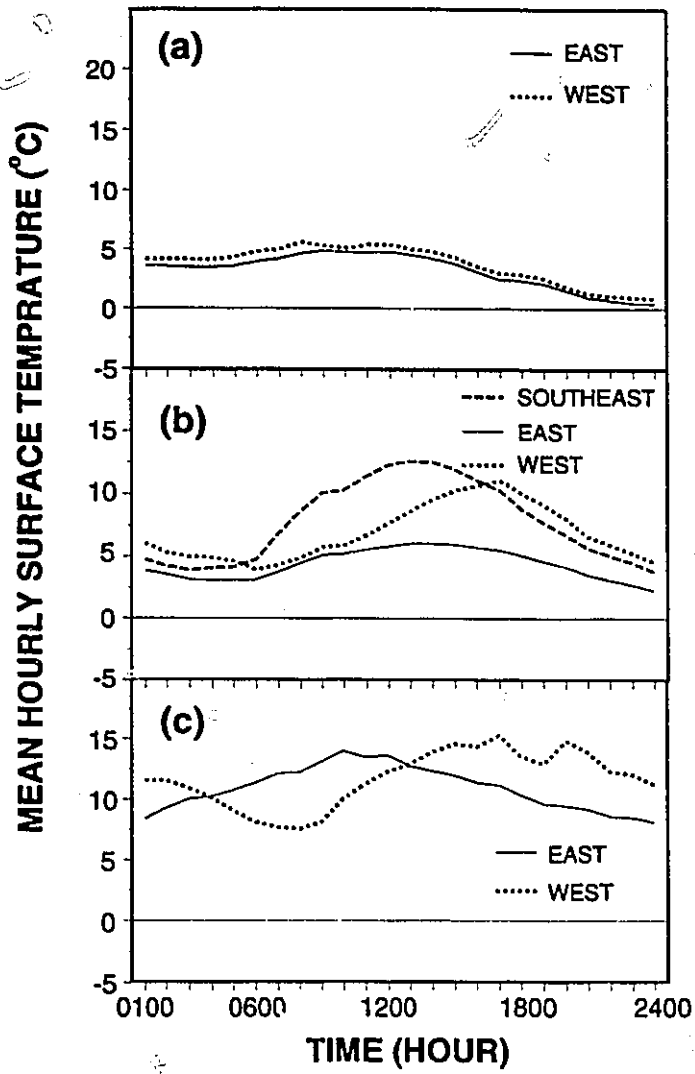 MEAN HOURLY SURFACE TEMPRATURE (°C)
(a)
EAST
WEST
20
15
10
5
0
-5
(b)
SOUTHEAST
EAST
WEST
15
10
5
0
-5
(c)
EAST
WEST
15
10
5
0
-5
0100 0600 1200 1800 2400
TIME (HOUR)